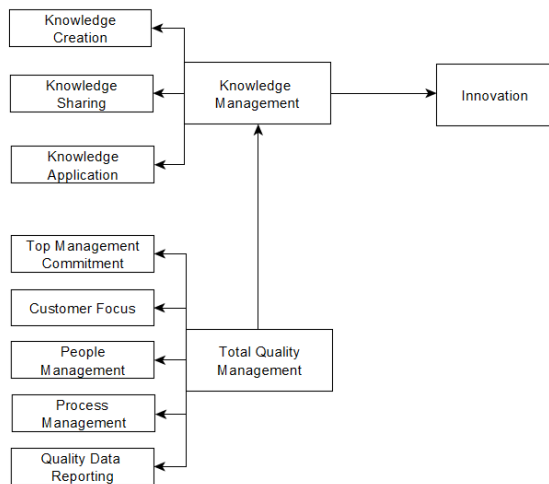 Knowledge
Creation
Knowledge
Sharing
Knowledge
Management
Innovation
Knowledge
Application
Top Management
Commitment
Customer Focus
People
Management
Total Quality
Management
Process
Management
Quality Data
Reporting